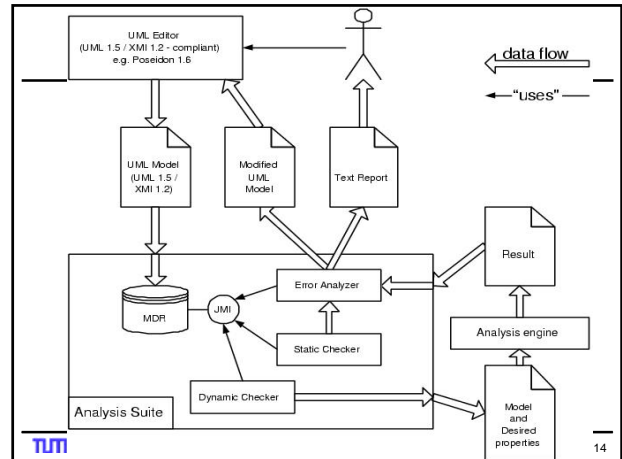 UML Editor
(UML 1.5 / XMI 1.2 - compliant)
e.g. Poseidon 1.6
data flow
"uses"
UML Model
(UML 1.5 /
XMI 1.2)
Modified
UML
Model
Text Report
Result
Error Analyzer
MDR
JMI
Static Checker
Analysis engine
Dynamic Checker
Model
and
Desired
properties
Analysis Suite
TUM
14